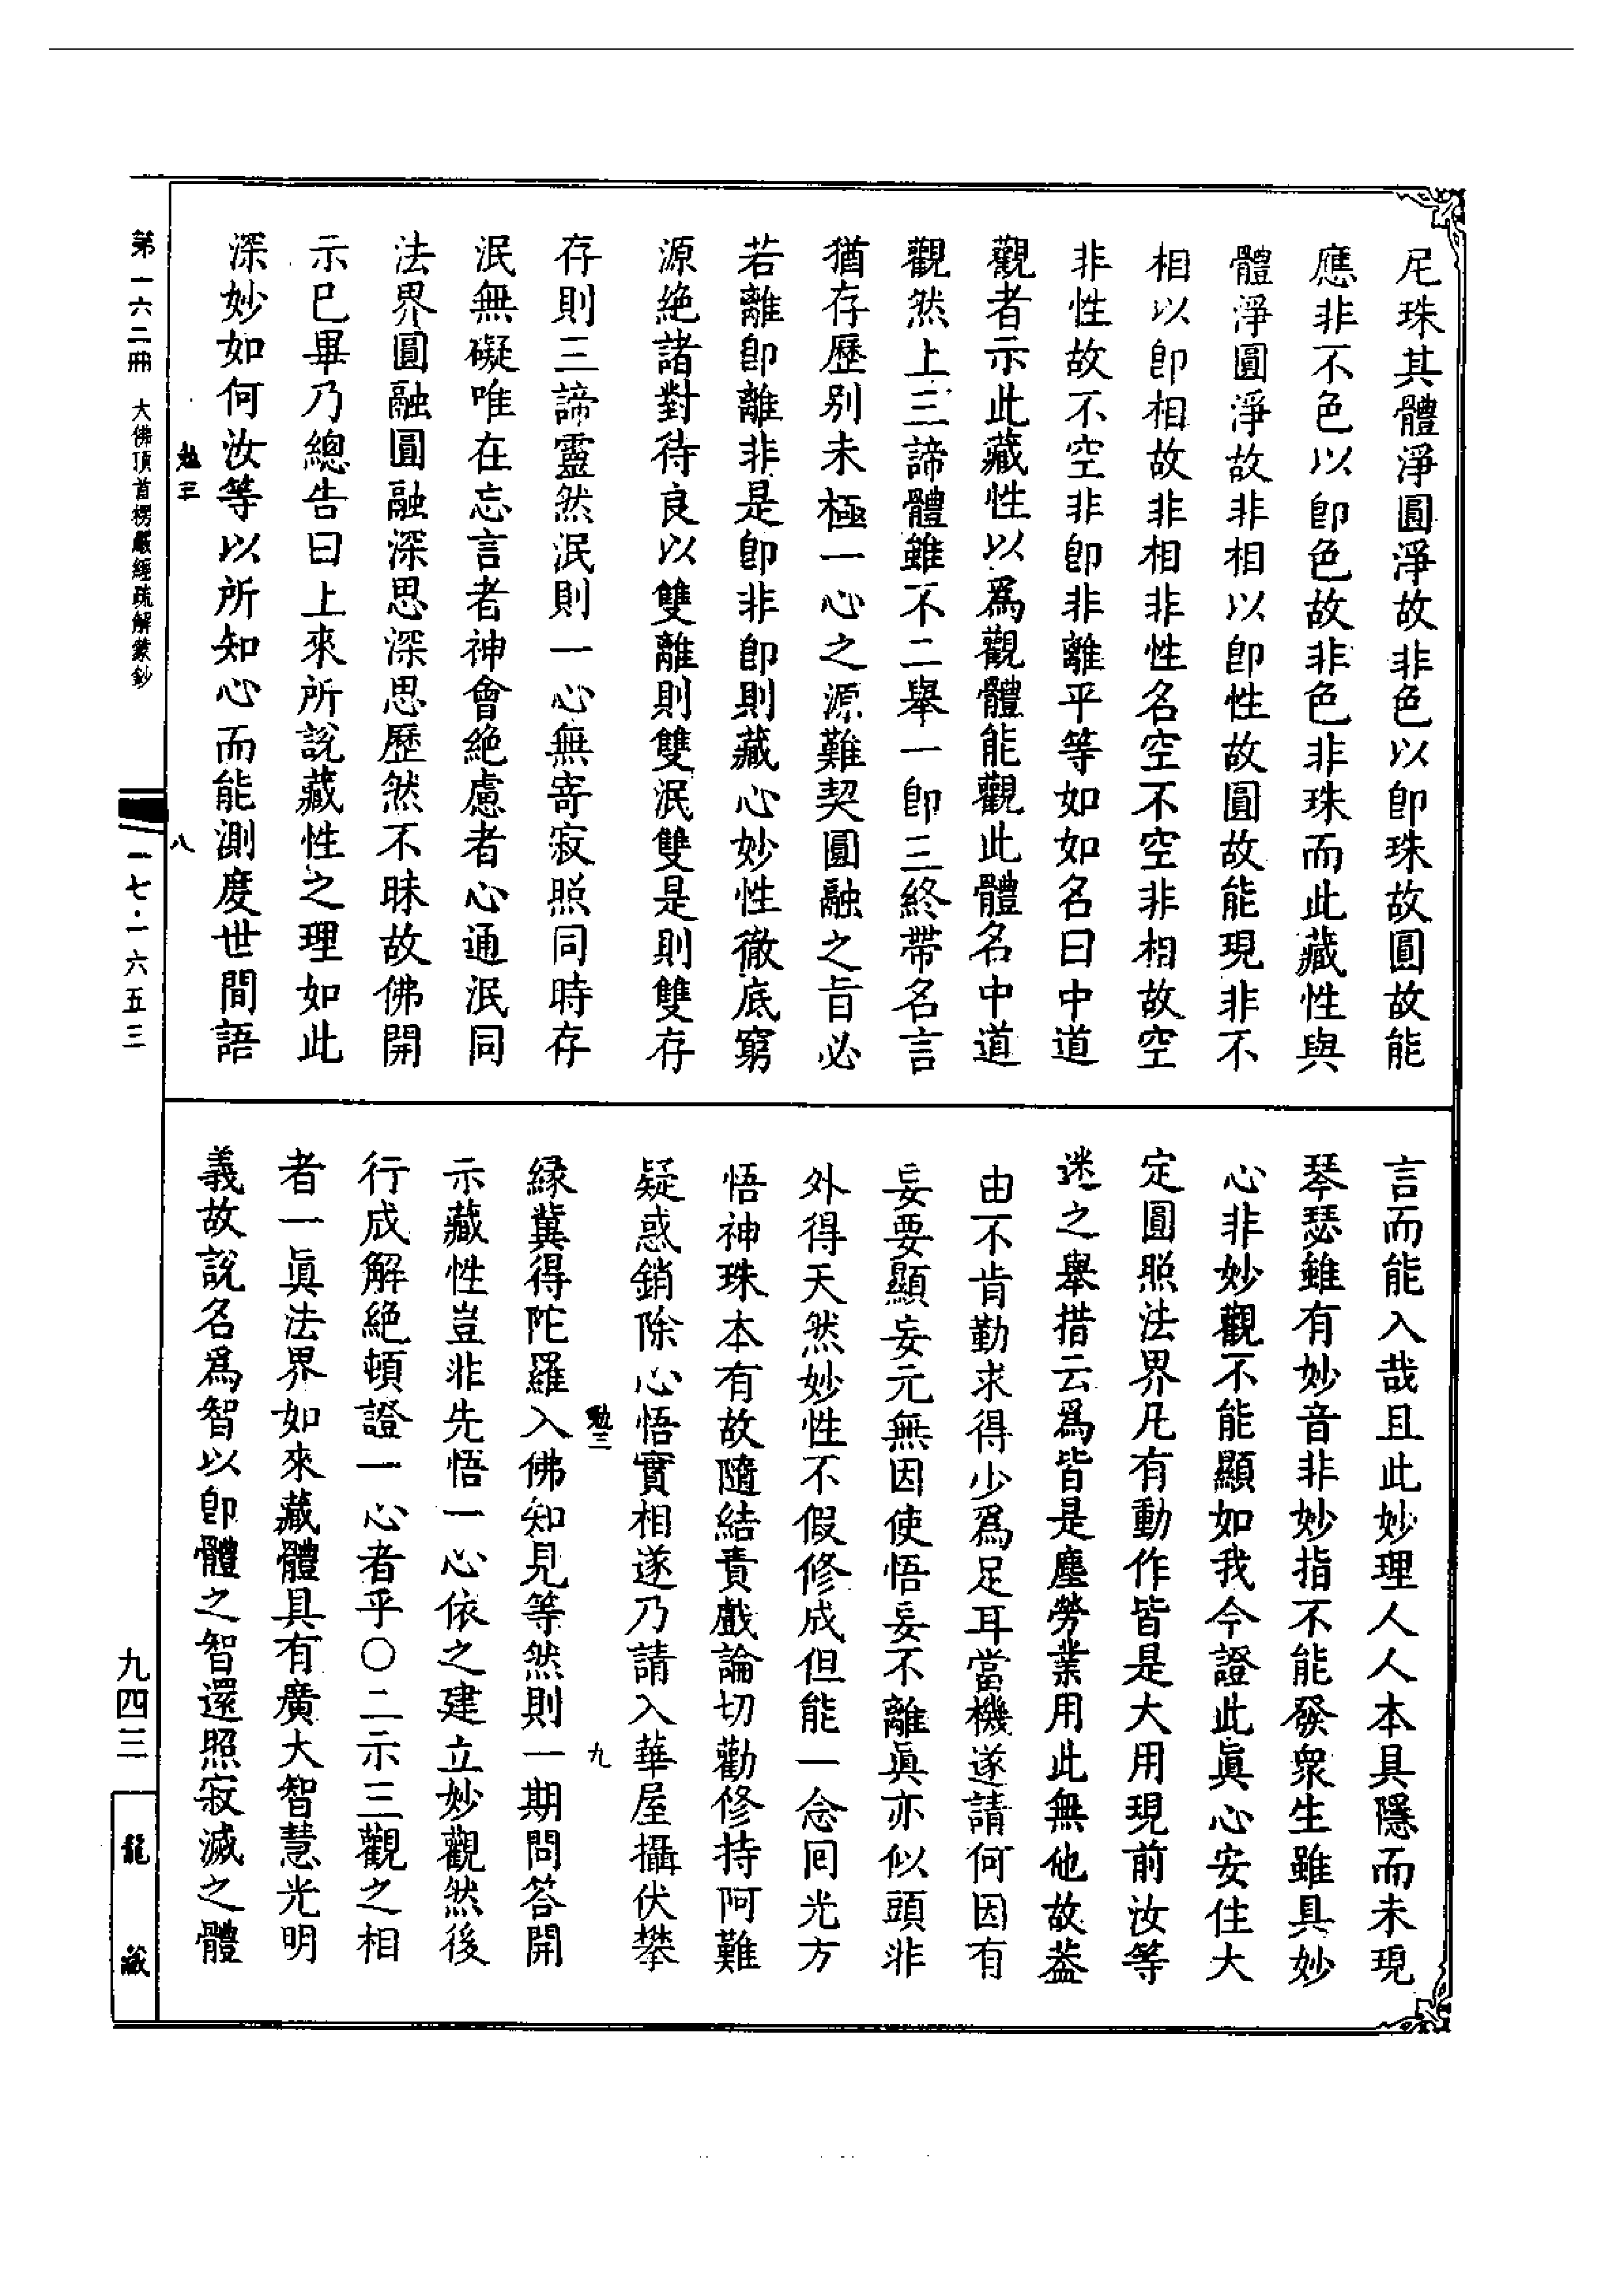 尼珠其體淨圓淨故非色以卽珠故圓故能
應非不色以卽色故非色非珠而此藏性與
體淨圓淨故非相以卽性故圓故能現非不
相以卽相故非相非性名空不空非相故空
非性故不空非卽非離平等如如名曰中道
觀者示此藏性以爲觀體能觀此體名中道
觀然上三諦體雖不二舉一卽三終帶名言
猶存歷别未極一心之源難契圓融之旨必
若離卽離非是卽非卽則藏心妙性徹底窮
源絶諸對待良以雙離則雙泯雙是則雙存
存則三諦靈然泯則一心無寄寂照同時存
泯無礙唯在忘言者神會絶慮者心通泯同
法界圓融圓融深思深思歷然不昧故佛開
示巳畢乃總告曰上來所說藏性之理如此
深妙如何汝等以所知心而能測度世間語
勉三
八
言而能入哉且此妙理人人本具隱而未現
琴瑟雖有妙音非妙指不能發衆生雖具妙
心非妙觀不能顯如我今證此眞心安住大
定圓照法界凡有動作皆是大用現前汝等
迷之舉措云爲皆是塵勞業用此無他故葢
由不肯勤求得少爲足耳當機遂請何因有
妄要顯妄元無因使悟妄不離眞亦似頭非
外得天然妙性不假修成但能一念囘光方
悟神珠本有故隨結責戲論切勸修持阿難
疑惑銷除心悟實相遂乃請入華屋攝伏攀
勉三
九
緣冀得陀羅入佛知見等然則一期問答開
示藏性豈非先悟一心依之建立妙觀然後
行成解絶頓證一心者乎〇二示三觀之相
者一眞法界如來藏體具有廣大智慧光明
義故說名爲智以卽體之智還照寂滅之體
第一六二冊
大佛頂首楞嚴經疏解蒙鈔
一七·一六五三
九四三
龍藏